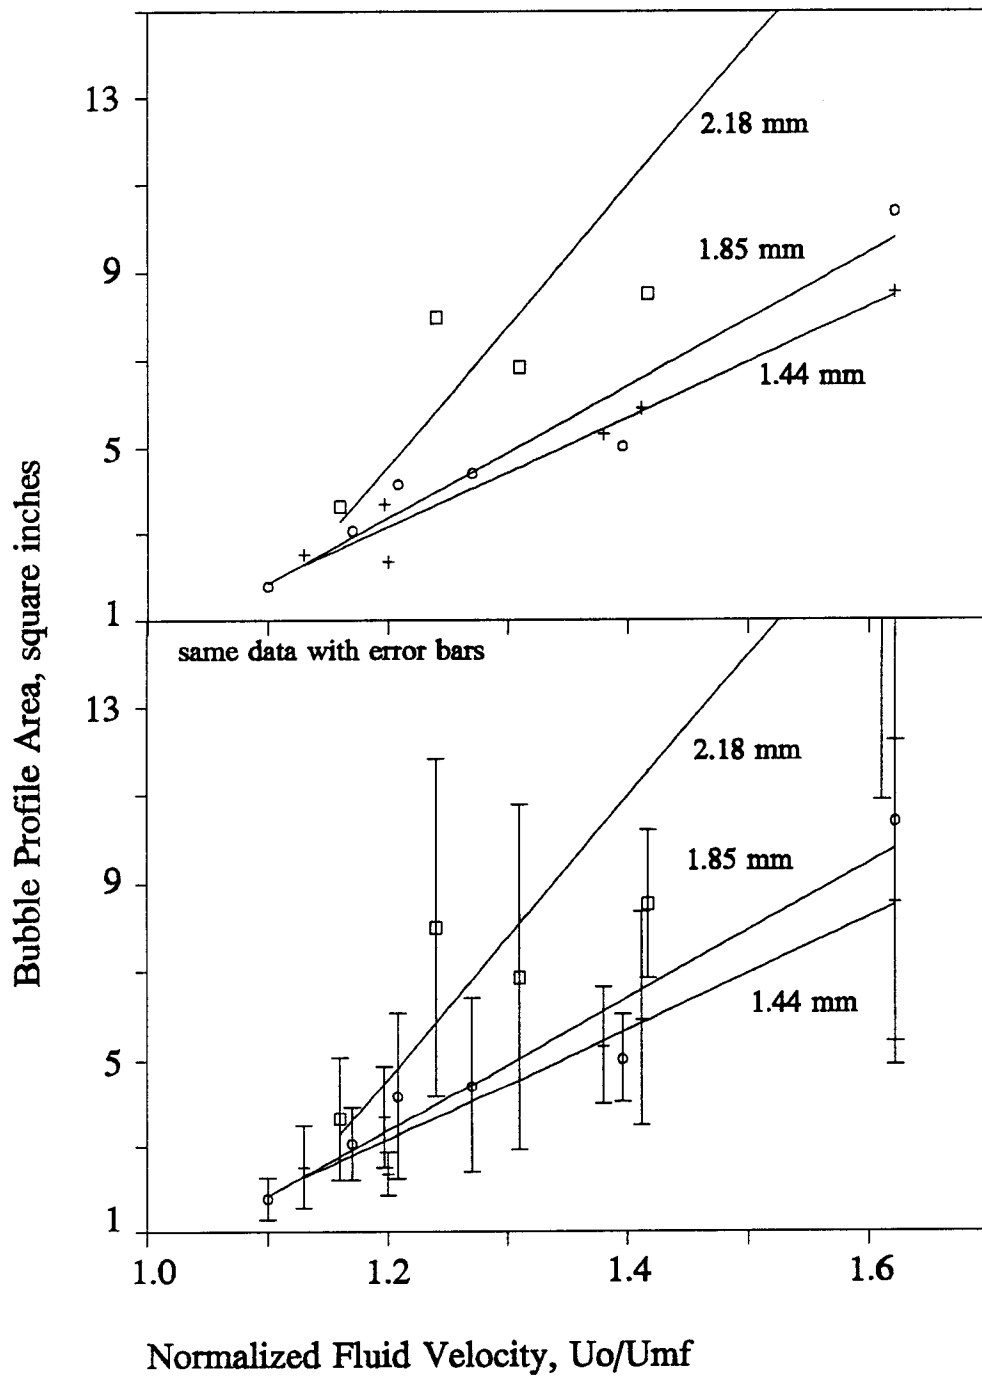 13
2.18 mm
1.85 mm
9
1.44 mm
5
1
Bubble Profile Area, square inches
same data with error bars
13
2.18 mm
9
1.85 mm
1.44 mm
5
1
1.0 1.2 1.4 1.6
Normalized Fluid Velocity, Uo/Umf